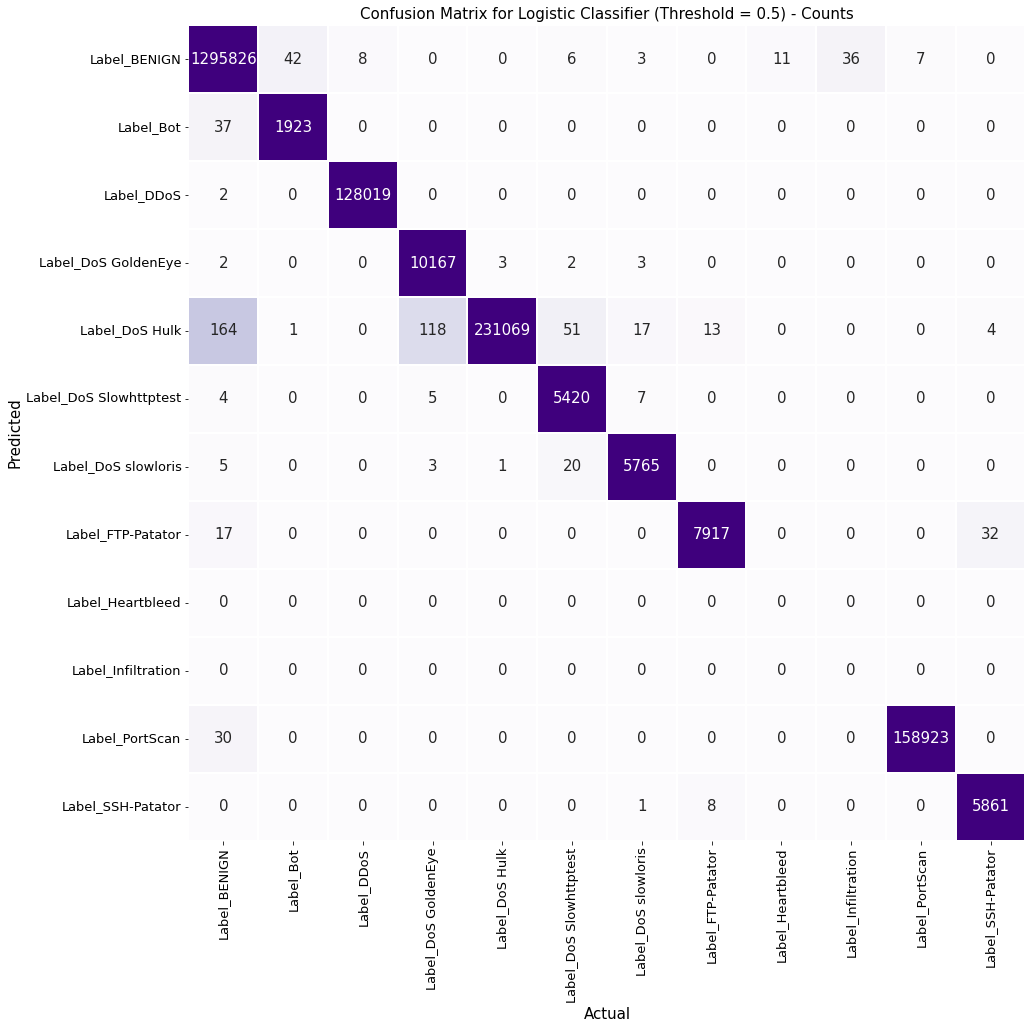 Confusion Matrix for Logistic Classifier (Threshold = 0.5) - Counts
Predicted
Label_BENIGN 1295826 42 8 0 0 6 3 0 11 36 7 0
Label_Bot 37 1923 0 0 0 0 0 0 0 0 0 0
Label_DDoS 2 0 128019 0 0 0 0 0 0 0 0 0
Label_DoS GoldenEye 2 0 0 10167 3 2 3 0 0 0 0 0
Label_DoS Hulk 164 1 0 118 231069 51 17 13 0 0 0 4
Label_DoS Slowhttptest 4 0 0 5 0 5420 7 0 0 0 0 0
Label_DoS slowloris 5 0 0 3 1 20 5765 0 0 0 0 0
Label_FTP-Patator 17 0 0 0 0 0 0 7917 0 0 0 32
Label_Heartbleed 0 0 0 0 0 0 0 0 0 0 0 0
Label_Infiltration 0 0 0 0 0 0 0 0 0 0 0 0
Label_PortScan 30 0 0 0 0 0 0 0 0 0 158923 0
Label_SSH-Patator 0 0 0 0 0 0 1 8 0 0 0 5861
Label_BENIGN
Label_Bot
Label_DDoS
Label_DoS GoldenEye
Label_DoS Hulk
Label_DoS Slowhttptest
Label_DoS slowloris
Label_FTP-Patator
Label_Heartbleed
Label_Infiltration
Label_PortScan
Label_SSH-Patator
Actual